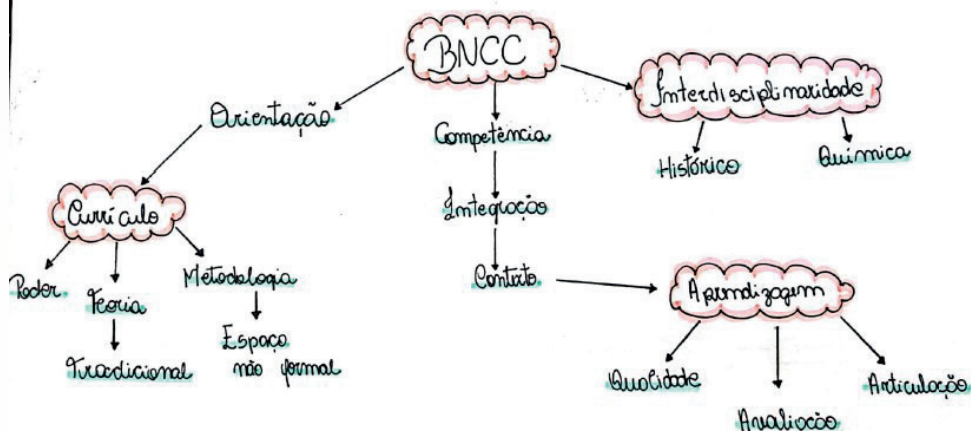 BNCC
Interdisciplinaridade
Orientação
Competência
Histórico
Química
Currículo
Integração
Poder
Teoria
Metodologia
Contexto
Aprendizagem
Tradicional
Espaço
não formal
Qualidade
Avaliação
Articulação